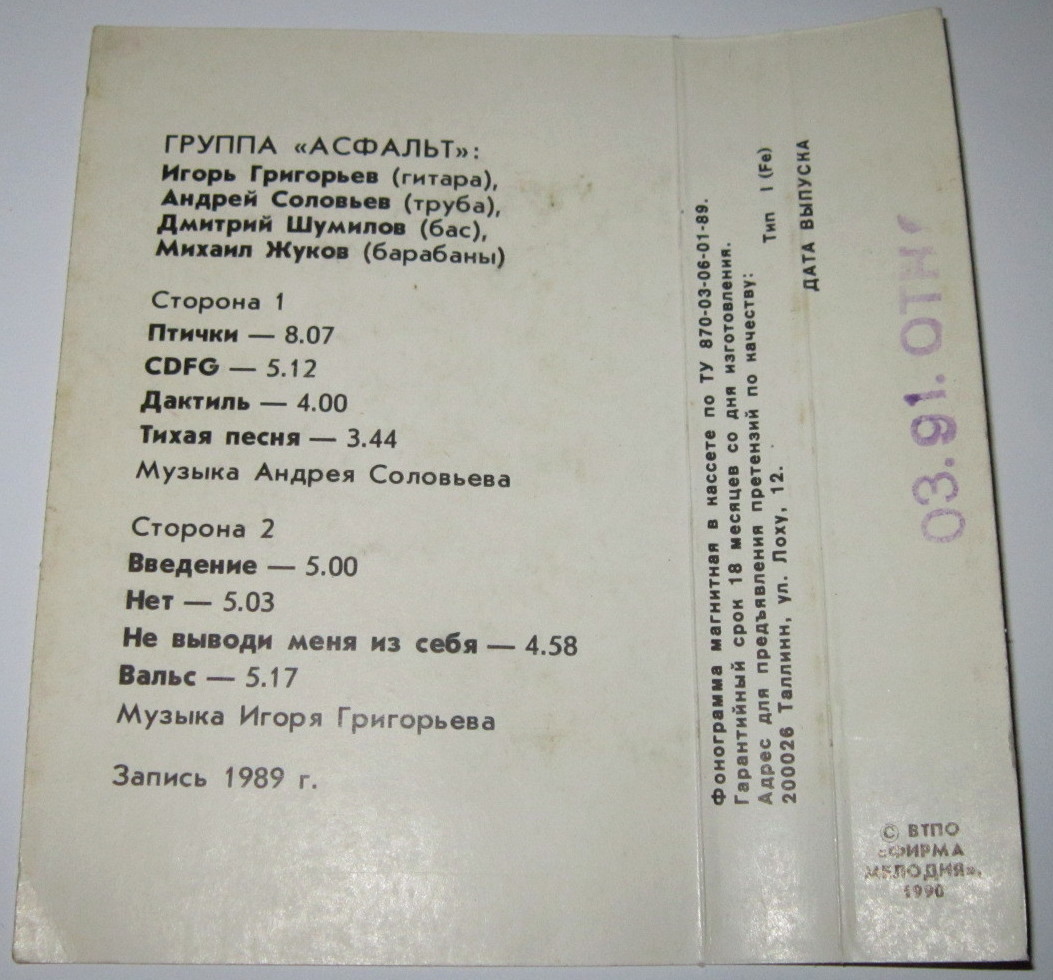 ГРУППА «АСФАЛЬТ»:
Игорь Григорьев (гитара),
Андрей Соловьев (труба),
Дмитрий Шумилов (бас),
Михаил Жуков (барабаны)
Сторона 1
Птички — 8.07
CDFG — 5.12
Дактиль — 4.00
Тихая песня — 3.44
Музыка Андрея Соловьева
Сторона 2
Введение — 5.00
Нет — 5.03
Не выводи меня из себя — 4.58
Вальс — 5.17
Музыка Игоря Григорьева
Запись 1989 г.
Фонограмма магнитная в кассете по ТУ 870-03-06-01-89.
Гарантийный срок 18 месяцев со дня изготовления.
Адрес для предъявления претензий по качеству: Тип I (Fe)
200026 Таллинн, ул. Лоху, 12.
ДАТА ВЫПУСКА
03.91. ОТН
© ВТПО
«ФИРМА
МЕЛОДИЯ».
1990